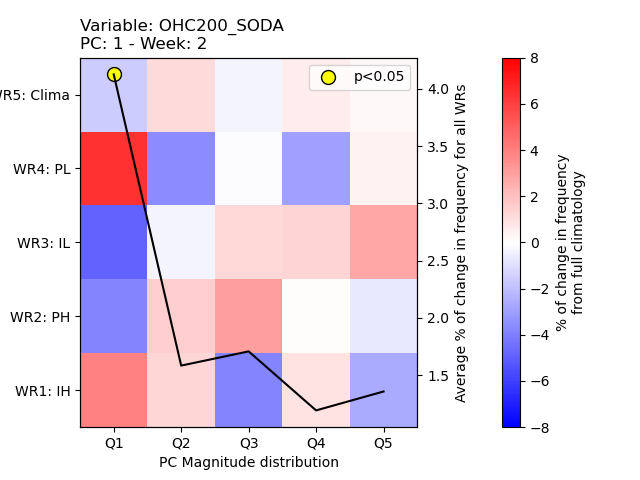 Variable: OHC200_SODA
PC: 1 - Week: 2
p<0.05
WR5: Clima
WR4: PL
WR3: IL
WR2: PH
WR1: IH
Q1 Q2 Q3 Q4 Q5
PC Magnitude distribution
4.0
3.5
3.0
2.5
2.0
1.5
Average % of change in frequency for all WRs
8
6
4
2
0
−2
−4
−6
−8
% of change in frequency
from full climatology